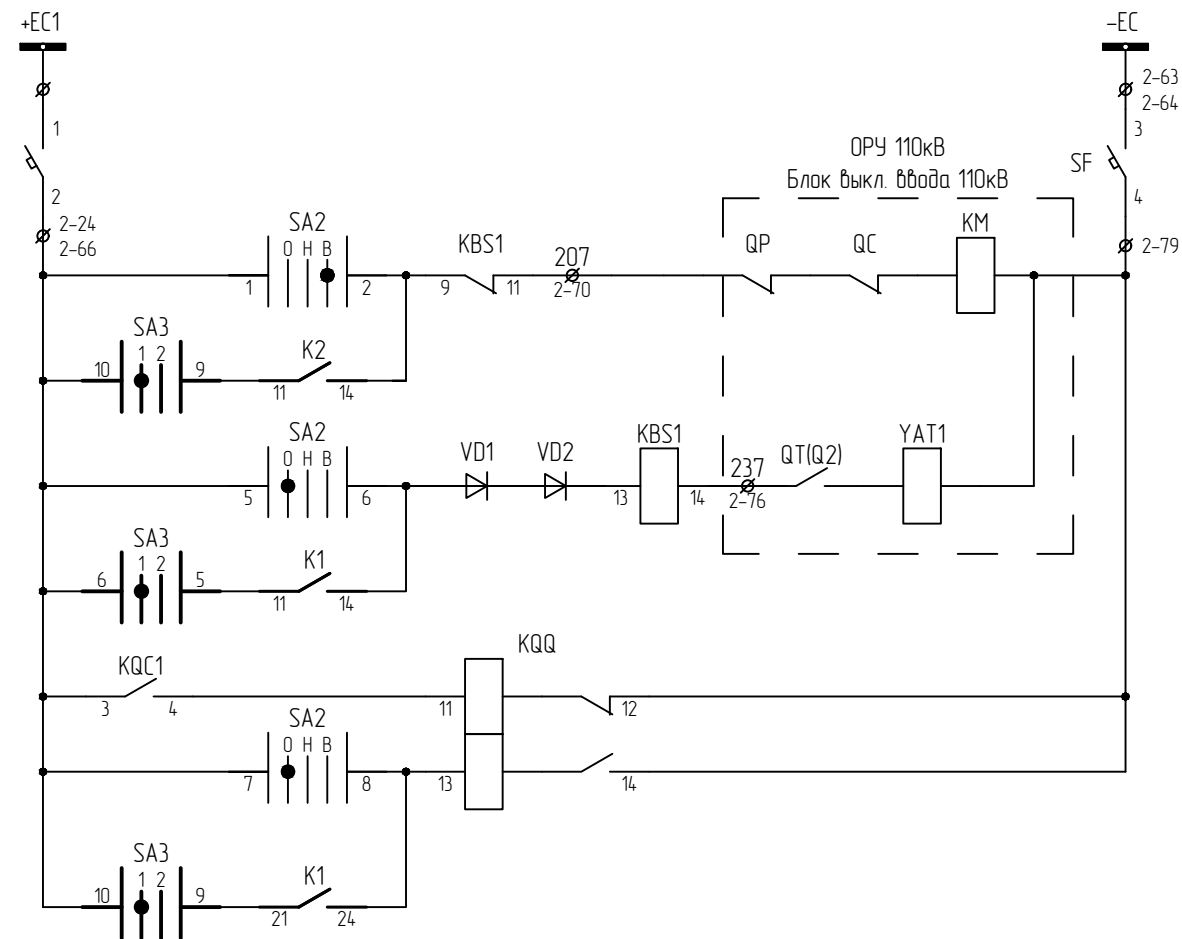 +EC1
-EC
2-63
2-64
1
3
ОРУ 110кВ
Блок выкл. ввода 110кВ
SF
2
4
2-24
2-66
SA2
О Н В
KBS1
207
QP
QC
KM
2-79
1
2
9
11
2-70
SA3
1 2
10
9
K2
11
14
SA2
О Н В
VD1
VD2
KBS1
237
QT(Q2)
YAT1
5
6
13
14
2-76
SA3
1 2
6
5
K1
11
14
KQC1
KQQ
3
4
11
12
SA2
О Н В
7
8
13
14
SA3
1 2
10
9
K1
21
24